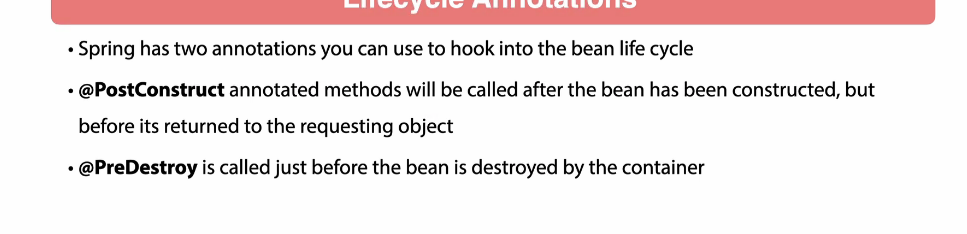 Lifecycle Annotations
• Spring has two annotations you can use to hook into the bean life cycle
• @PostConstruct annotated methods will be called after the bean has been constructed, but
before its returned to the requesting object
• @PreDestroy is called just before the bean is destroyed by the container